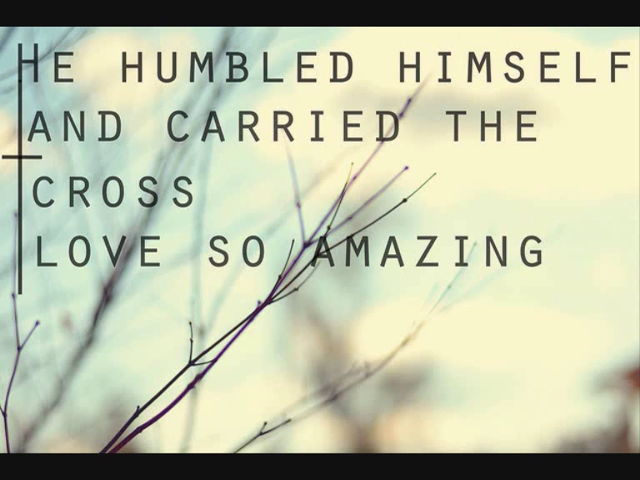 HE HUMBLED HIMSELF
AND CARRIED THE
CROSS
LOVE SO AMAZING